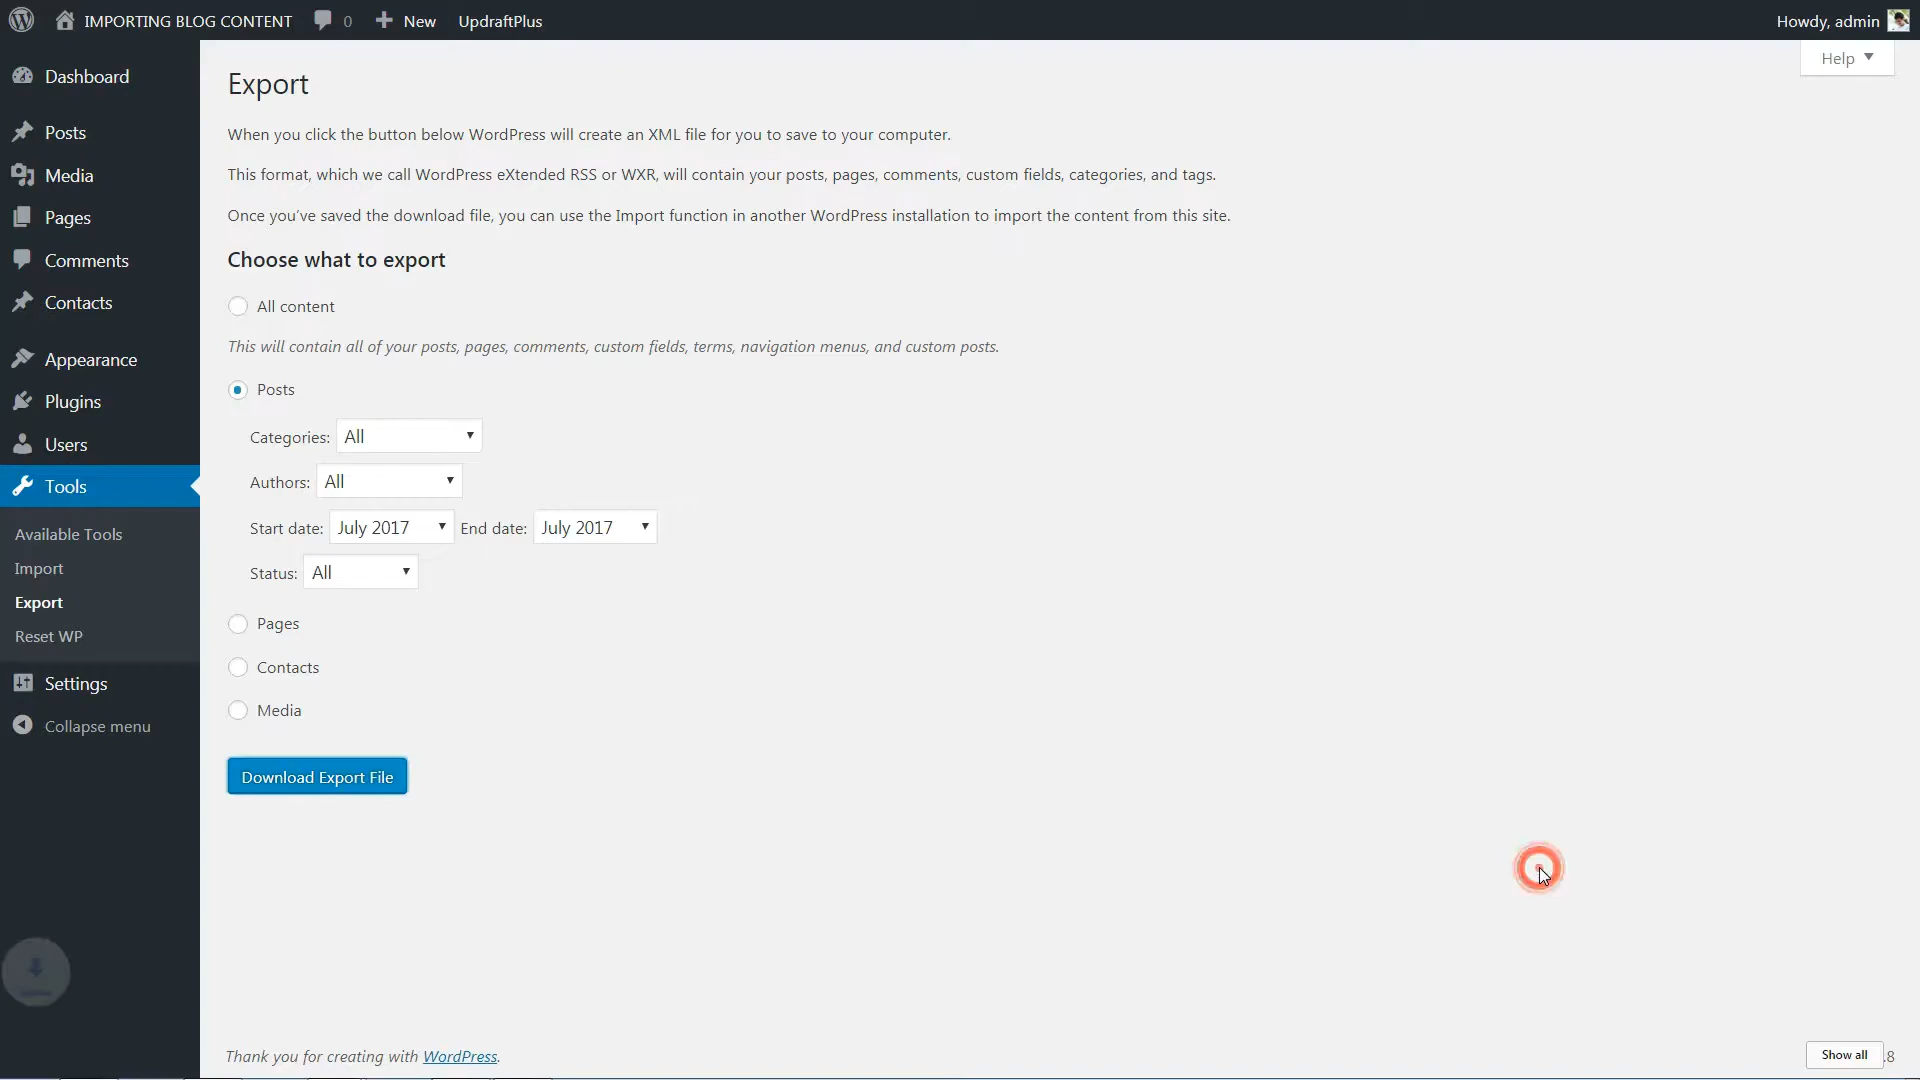 IMPORTING BLOG CONTENT 0 New UpdraftPlus Howdy, admin
Help
Dashboard
Posts
Media
Pages
Comments
Contacts
Appearance
Plugins
Users
Tools
Available Tools
Import
Export
Reset WP
Settings
Collapse menu
Export
When you click the button below WordPress will create an XML file for you to save to your computer.
This format, which we call WordPress eXtended RSS or WXR, will contain your posts, pages, comments, custom fields, categories, and tags.
Once you've saved the download file, you can use the Import function in another WordPress installation to import the content from this site.
Choose what to export
All content
This will contain all of your posts, pages, comments, custom fields, terms, navigation menus, and custom posts.
Posts
Categories: All
Authors: All
Start date: July 2017 End date: July 2017
Status: All
Pages
Contacts
Media
Download Export File
Thank you for creating with WordPress.
Show all .8